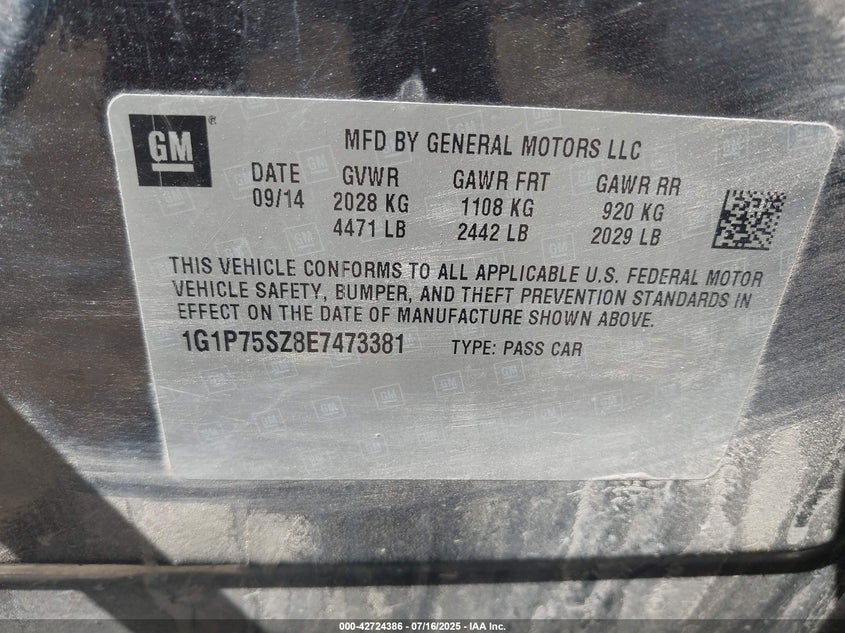 GM®
MFD BY GENERAL MOTORS LLC
DATE GVWR GAWR FRT GAWR RR
09/14 2028 KG 1108 KG 920 KG
4471 LB 2442 LB 2029 LB
THIS VEHICLE CONFORMS TO ALL APPLICABLE U.S. FEDERAL MOTOR
VEHICLE SAFETY, BUMPER, AND THEFT PREVENTION STANDARDS IN
EFFECT ON THE DATE OF MANUFACTURE SHOWN ABOVE.
1G1P75SZ8E7473381 TYPE: PASS CAR
000-42724386 - 07/16/2025 - IAA Inc.